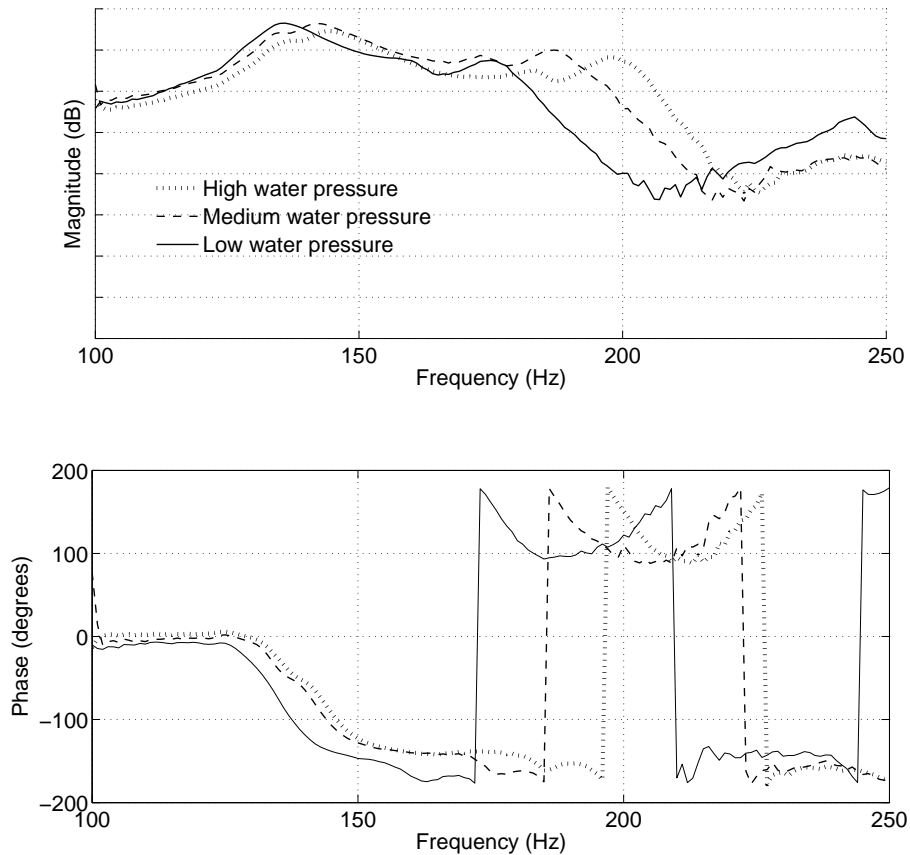 Magnitude (dB)
High water pressure
Medium water pressure
Low water pressure
100
150
200
250
Frequency (Hz)
Phase (degrees)
200
100
0
−100
−200
100
150
200
250
Frequency (Hz)